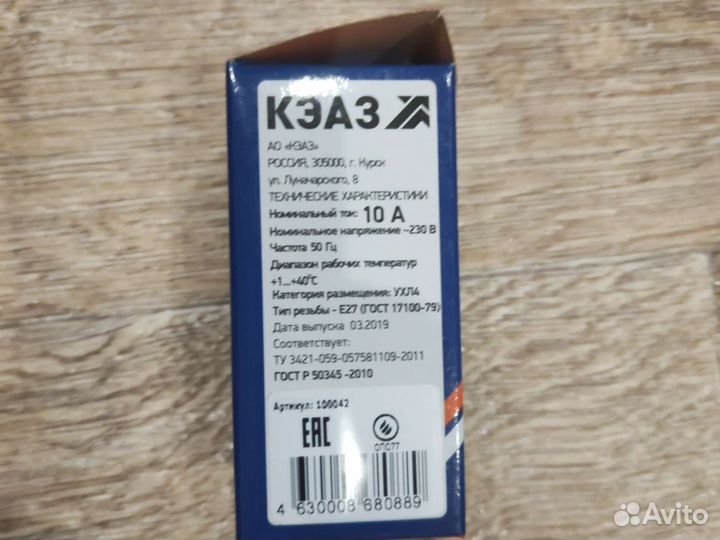 КЭАЗ
АО «КЭАЗ»
РОССИЯ, 305000, г. Курск
ул. Луначарского, 8
ТЕХНИЧЕСКИЕ ХАРАКТЕРИСТИКИ
Номинальный ток: 10 А
Номинальное напряжение ~230 В
Частота 50 Гц
Диапазон рабочих температур
+1...+40°С
Категория размещения: УХЛ4
Тип резьбы - Е27 (ГОСТ 17100-79)
Дата выпуска 03.2019
Соответствует:
ТУ 3421-059-057581109-2011
ГОСТ Р 50345 -2010
Артикул: 100042
ЕАС
ОПС77
4 630008 680889
Avito